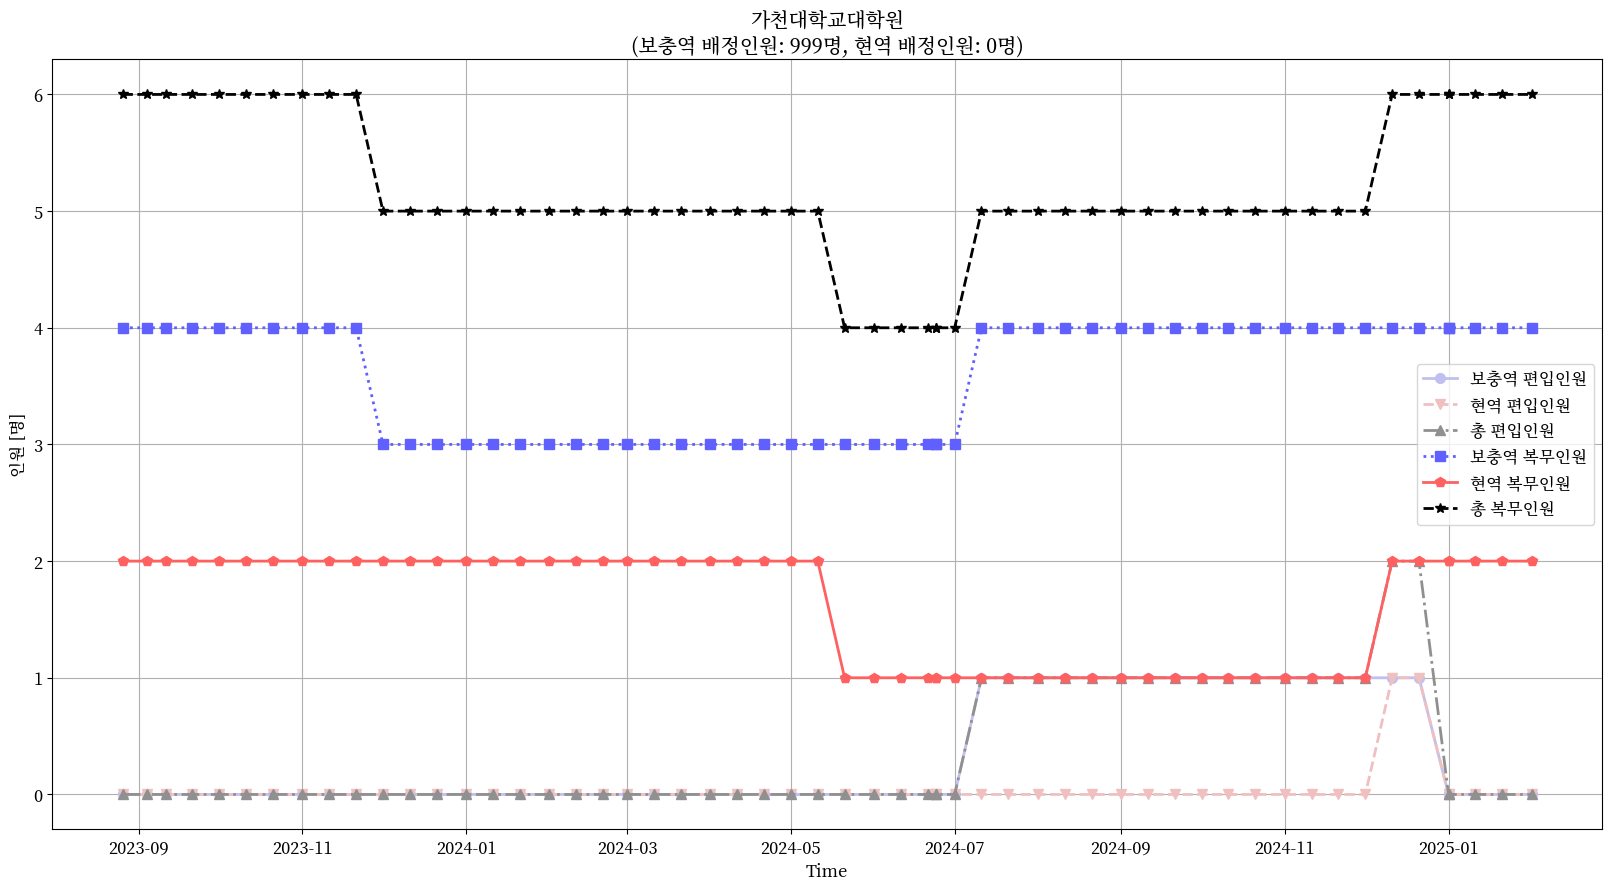 가천대학교대학원
(보충역 배정인원: 999명, 현역 배정인원: 0명)
6
5
4
3
2
1
0
인원 [명]
보충역 편입인원
현역 편입인원
총 편입인원
보충역 복무인원
현역 복무인원
총 복무인원
2023-09 2023-11 2024-01 2024-03 2024-05 2024-07 2024-09 2024-11 2025-01
Time